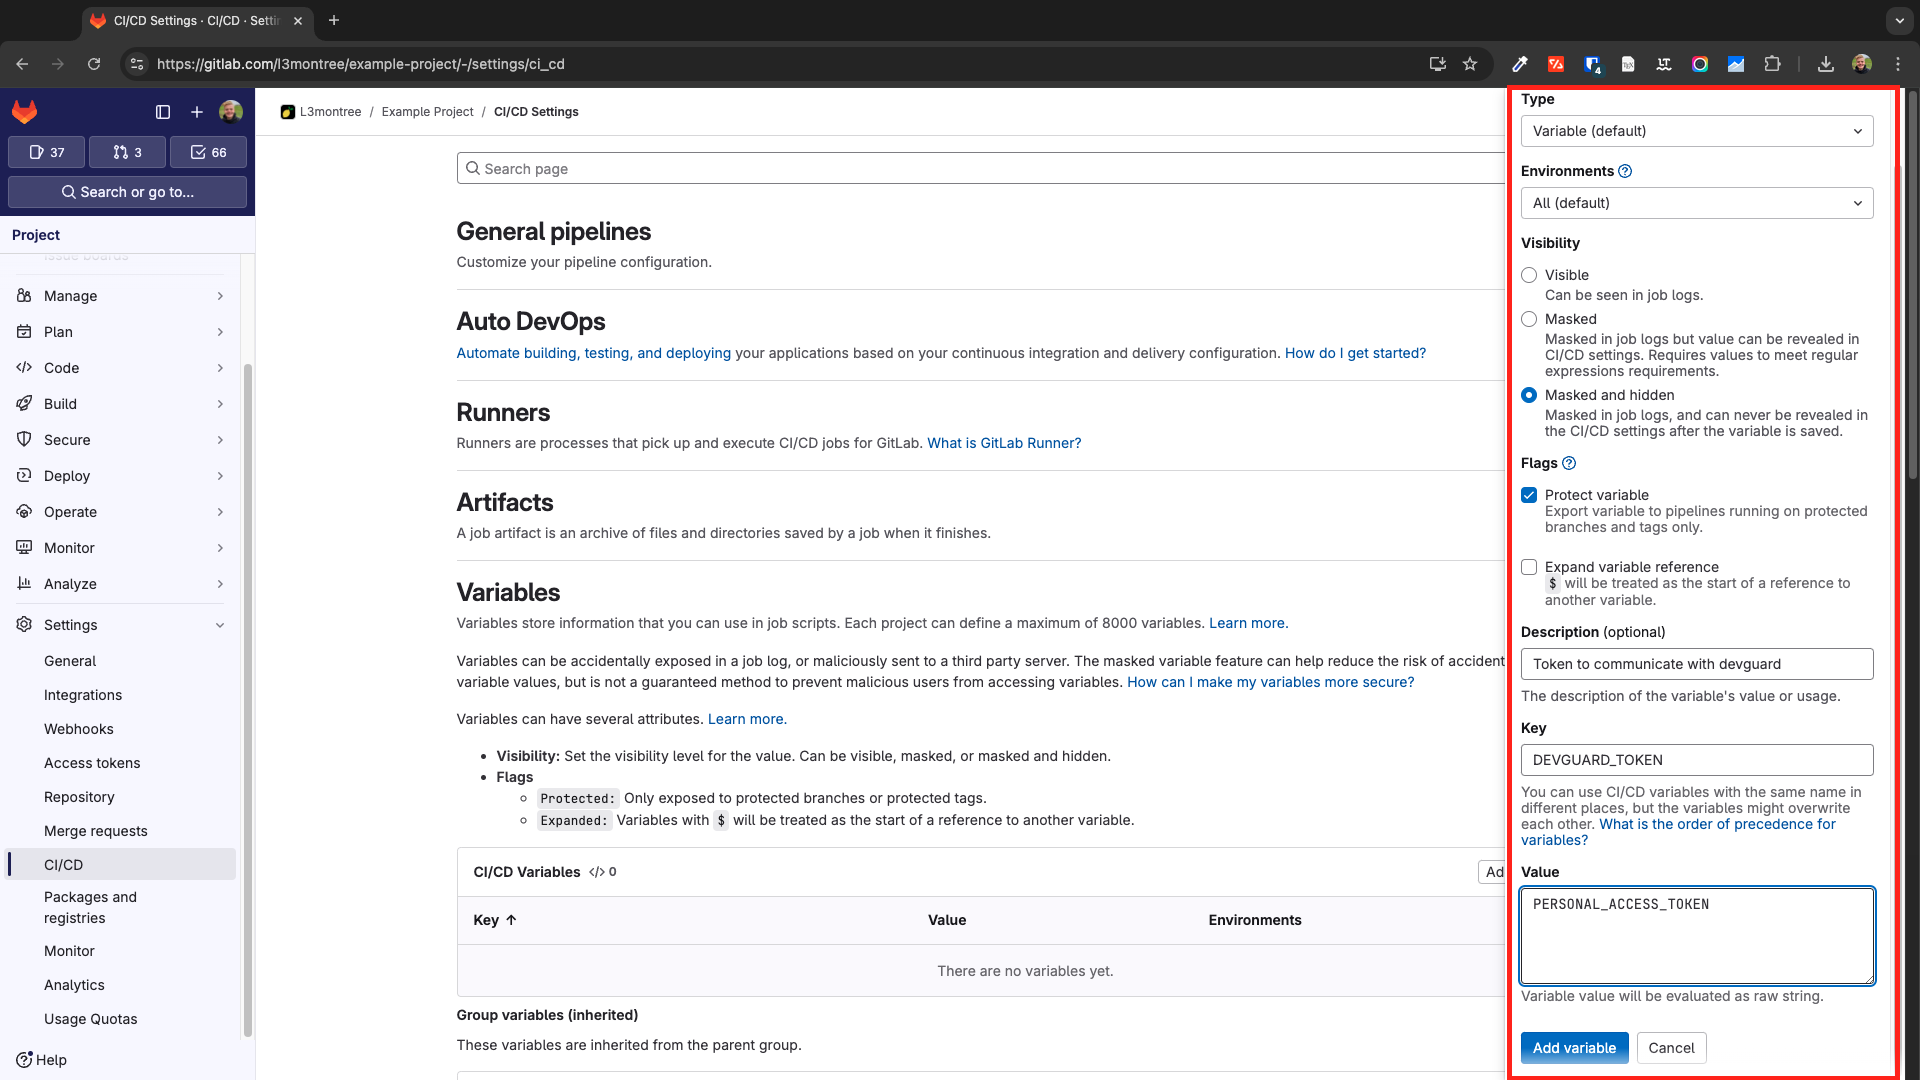 CI/CD Settings · CI/CD · Settin
https://gitlab.com/l3montree/example-project/-/settings/ci_cd
4
37
3
66
Search or go to...
Project
Issue boards
Manage
Plan
Code
Build
Secure
Deploy
Operate
Monitor
Analyze
Settings
General
Integrations
Webhooks
Access tokens
Repository
Merge requests
CI/CD
Packages and
registries
Monitor
Analytics
Usage Quotas
Help
L3montree / Example Project / CI/CD Settings
Search page
General pipelines
Customize your pipeline configuration.
Auto DevOps
Automate building, testing, and deploying your applications based on your continuous integration and delivery configuration. How do I get started?
Runners
Runners are processes that pick up and execute CI/CD jobs for GitLab. What is GitLab Runner?
Artifacts
A job artifact is an archive of files and directories saved by a job when it finishes.
Variables
Variables store information that you can use in job scripts. Each project can define a maximum of 8000 variables. Learn more.
Variables can be accidentally exposed in a job log, or maliciously sent to a third party server. The masked variable feature can help reduce the risk of accident
variable values, but is not a guaranteed method to prevent malicious users from accessing variables. How can I make my variables more secure?
Variables can have several attributes. Learn more.
• Visibility: Set the visibility level for the value. Can be visible, masked, or masked and hidden.
• Flags
Protected: Only exposed to protected branches or protected tags.
Expanded: Variables with $ will be treated as the start of a reference to another variable.
CI/CD Variables </> 0
Ad
Key ↑ Value Environments
There are no variables yet.
Group variables (inherited)
These variables are inherited from the parent group.
Type
Variable (default)
Environments
All (default)
Visibility
Visible
Can be seen in job logs.
Masked
Masked in job logs but value can be revealed in
CI/CD settings. Requires values to meet regular
expressions requirements.
Masked and hidden
Masked in job logs, and can never be revealed in
the CI/CD settings after the variable is saved.
Flags
Protect variable
Export variable to pipelines running on protected
branches and tags only.
Expand variable reference
$ will be treated as the start of a reference to
another variable.
Description (optional)
Token to communicate with devguard
The description of the variable's value or usage.
Key
DEVGUARD_TOKEN
You can use CI/CD variables with the same name in
different places, but the variables might overwrite
each other. What is the order of precedence for
variables?
Value
PERSONAL_ACCESS_TOKEN
Variable value will be evaluated as raw string.
Add variable
Cancel